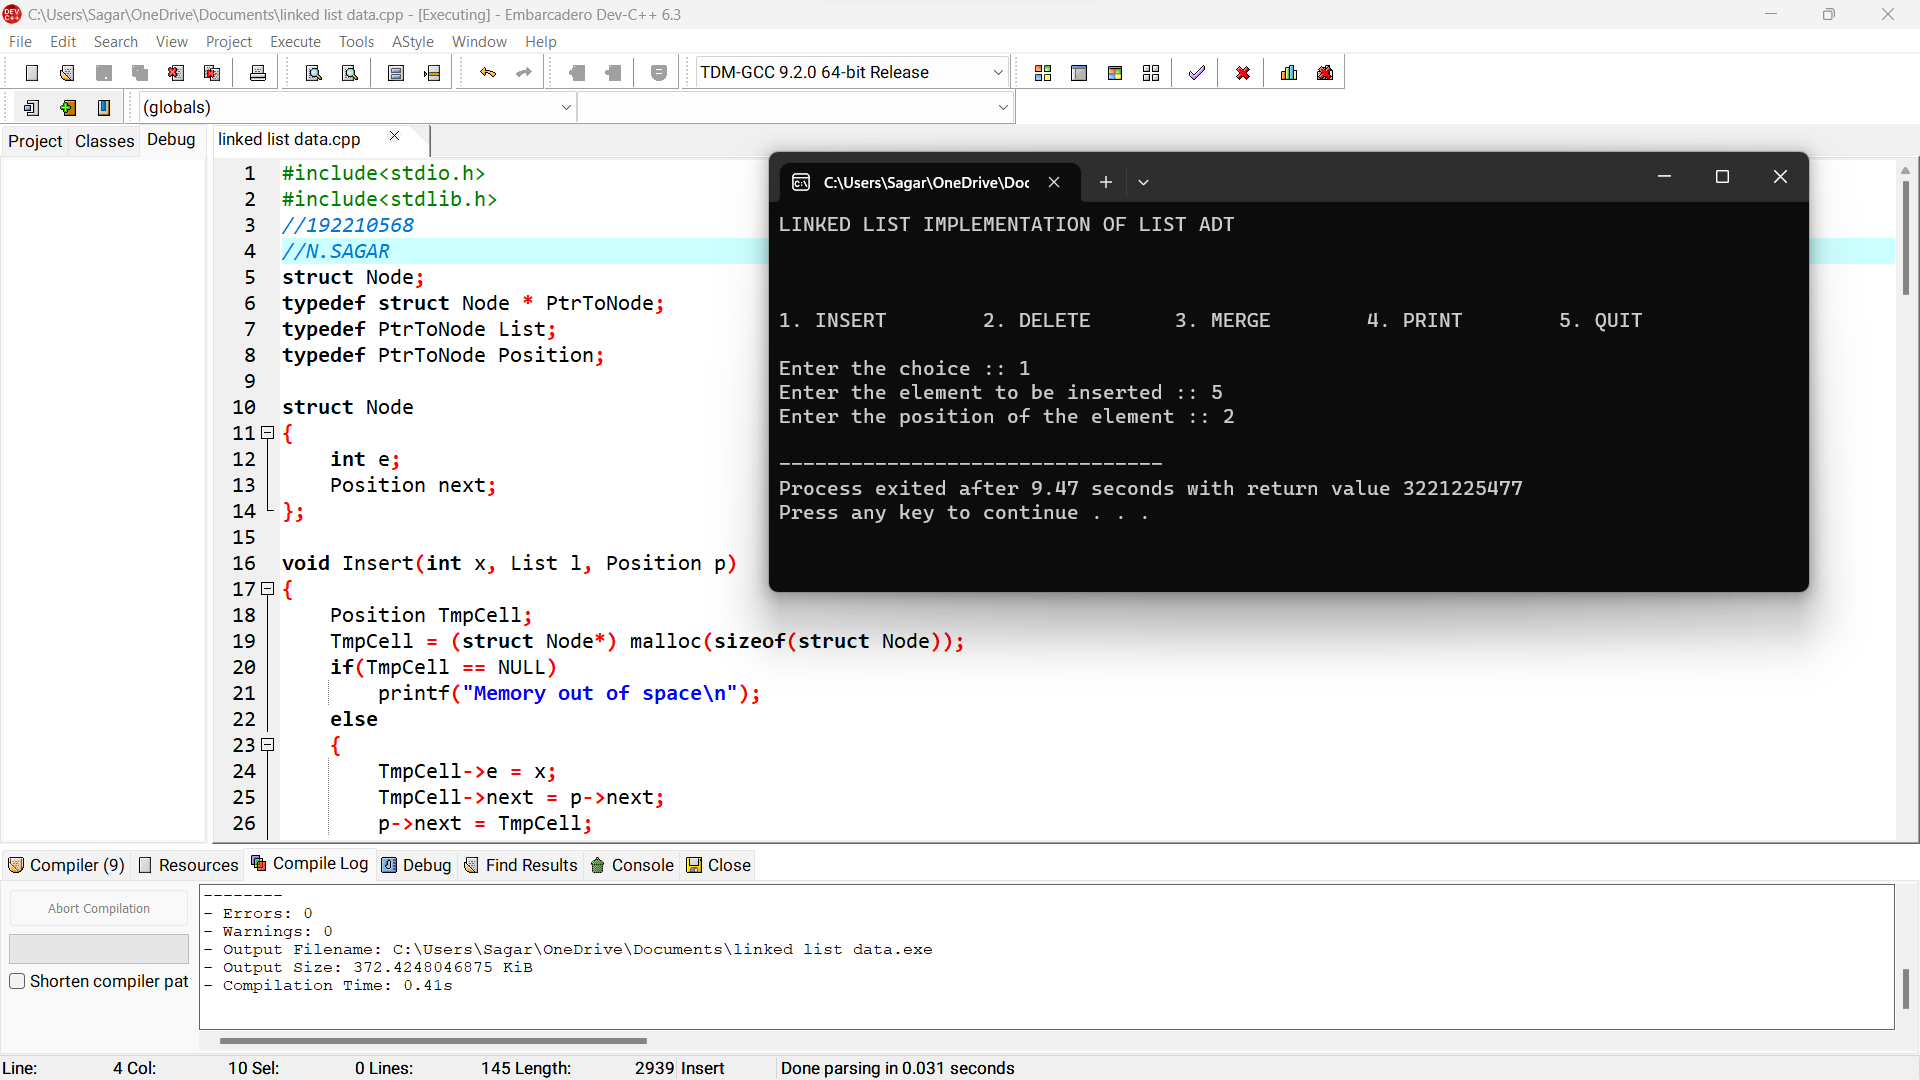 C:\Users\Sagar\OneDrive\Documents\linked list data.cpp - [Executing] - Embarcadero Dev-C++ 6.3
File Edit Search View Project Execute Tools AStyle Window Help
TDM-GCC 9.2.0 64-bit Release
(globals)
Project Classes Debug
linked list data.cpp
1 #include<stdio.h>
2 #include<stdlib.h>
3 //192210568
4 //N.SAGAR
5 struct Node;
6 typedef struct Node * PtrToNode;
7 typedef PtrToNode List;
8 typedef PtrToNode Position;
9
10 struct Node
11 {
12 int e;
13 Position next;
14 };
15
16 void Insert(int x, List l, Position p)
17 {
18 Position TmpCell;
19 TmpCell = (struct Node*) malloc(sizeof(struct Node));
20 if(TmpCell == NULL)
21 printf("Memory out of space\n");
22 else
23 {
24 TmpCell->e = x;
25 TmpCell->next = p->next;
26 p->next = TmpCell;
C:\Users\Sagar\OneDrive\Doc
LINKED LIST IMPLEMENTATION OF LIST ADT
1. INSERT 2. DELETE 3. MERGE 4. PRINT 5. QUIT
Enter the choice :: 1
Enter the element to be inserted :: 5
Enter the position of the element :: 2
--------------------------------
Process exited after 9.47 seconds with return value 3221225477
Press any key to continue . . .
Compiler (9) Resources Compile Log Debug Find Results Console Close
Abort Compilation
Shorten compiler pat
--------
- Errors: 0
- Warnings: 0
- Output Filename: C:\Users\Sagar\OneDrive\Documents\linked list data.exe
- Output Size: 372.4248046875 KiB
- Compilation Time: 0.41s
Line: 4 Col: 10 Sel: 0 Lines: 145 Length: 2939 Insert Done parsing in 0.031 seconds